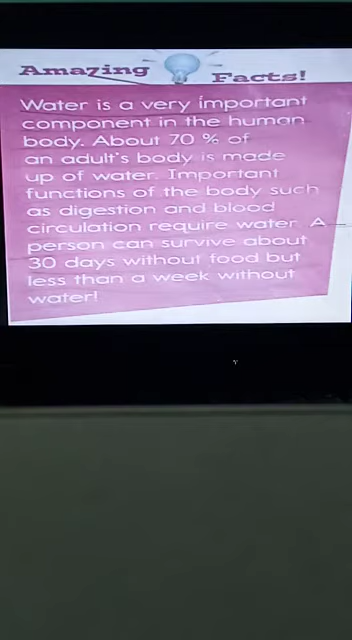 Amazing Facts!
Water is a very important
component in the human
body. About 70 % of
an adult's body is made
up of water. Important
functions of the body such
as digestion and blood
circulation require water. A
person can survive about
30 days without food but
less than a week without
water!